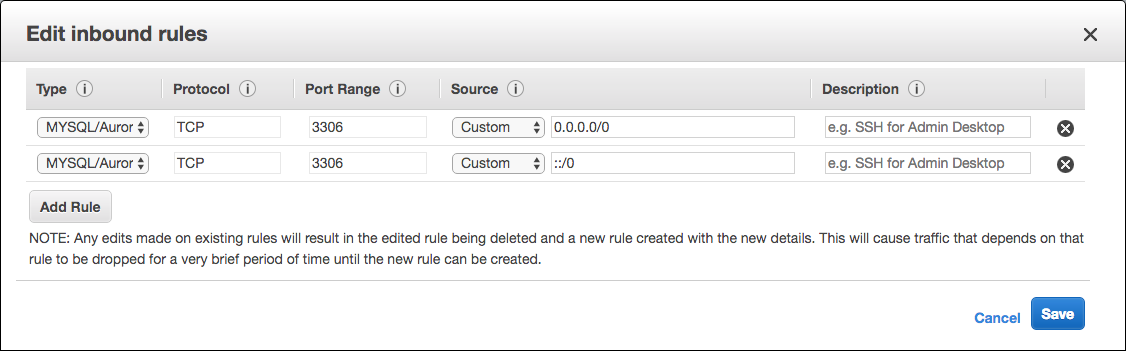 Edit inbound rules
Type i Protocol i Port Range i Source i Description i
MYSQL/Auror TCP 3306 Custom 0.0.0.0/0 e.g. SSH for Admin Desktop
MYSQL/Auror TCP 3306 Custom ::/0 e.g. SSH for Admin Desktop
Add Rule
NOTE: Any edits made on existing rules will result in the edited rule being deleted and a new rule created with the new details. This will cause traffic that depends on that
rule to be dropped for a very brief period of time until the new rule can be created.
Cancel Save